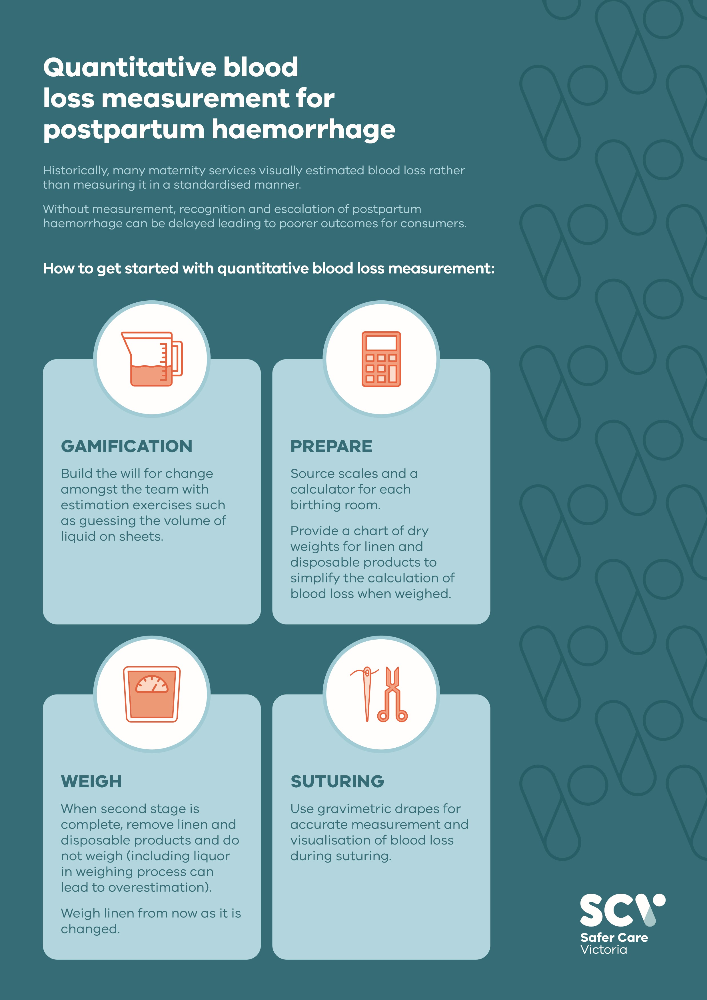 Quantitative blood
loss measurement for
postpartum haemorrhage
Historically, many maternity services visually estimated blood loss rather
than measuring it in a standardised manner.
Without measurement, recognition and escalation of postpartum
haemorrhage can be delayed leading to poorer outcomes for consumers.
How to get started with quantitative blood loss measurement:
GAMIFICATION
Build the will for change
amongst the team with
estimation exercises such
as guessing the volume of
liquid on sheets.
PREPARE
Source scales and a
calculator for each
birthing room.
Provide a chart of dry
weights for linen and
disposable products to
simplify the calculation of
blood loss when weighed.
WEIGH
When second stage is
complete, remove linen and
disposable products and do
not weigh (including liquor
in weighing process can
lead to overestimation).
Weigh linen from now as it is
changed.
SUTURING
Use gravimetric drapes for
accurate measurement and
visualisation of blood loss
during suturing.
SCV
Safer Care
Victoria